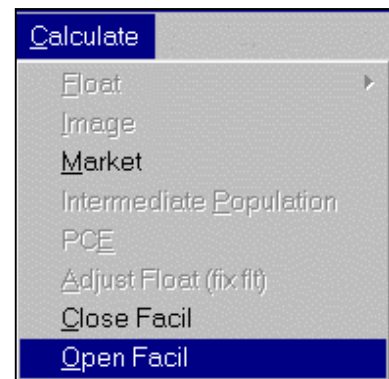 Calculate
Float
Image
Market
Intermediate Population
PCE
Adjust Float (fix flt)
Close Facil
Open Facil